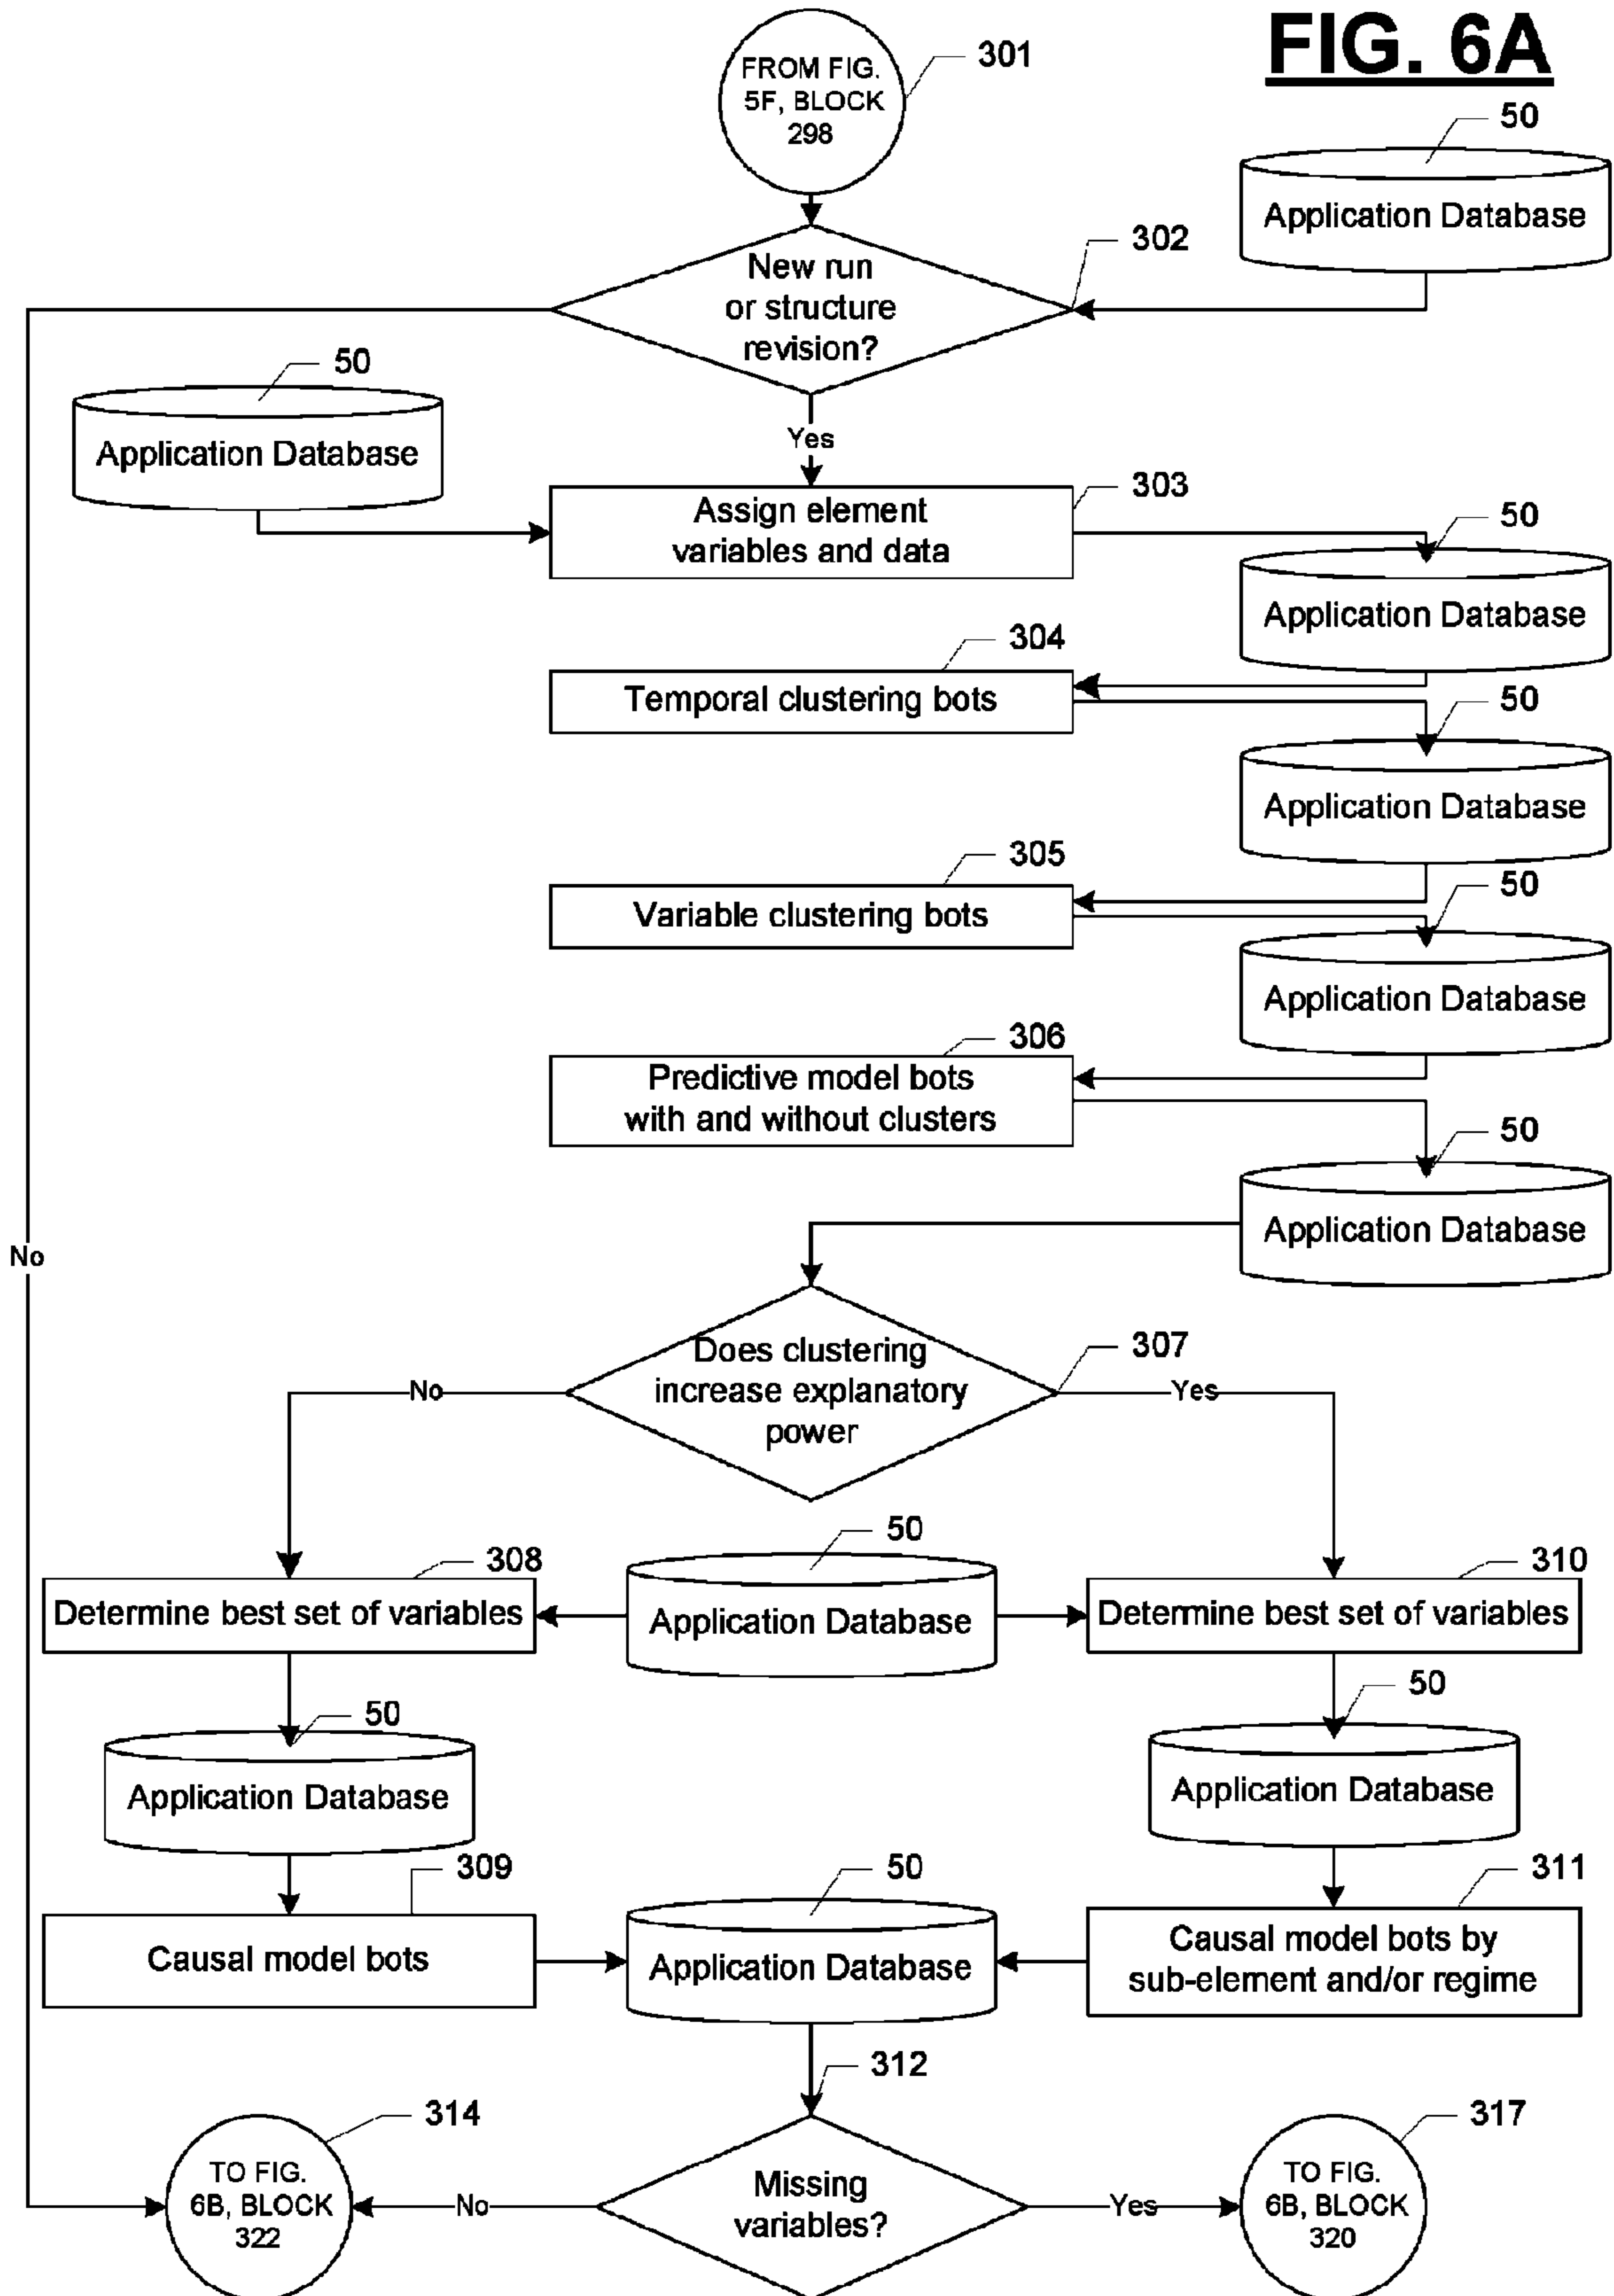 FIG. 6A
FROM FIG.
5F, BLOCK
298
301
50
Application Database
302
New run
or structure
revision?
50
Application Database
Yes
303
Assign element
variables and data
50
Application Database
304
Temporal clustering bots
50
Application Database
305
Variable clustering bots
50
Application Database
306
Predictive model bots
with and without clusters
50
Application Database
No
307
Does clustering
increase explanatory
power
No
Yes
50
Application Database
308
Determine best set of variables
310
Determine best set of variables
50
Application Database
50
Application Database
309
Causal model bots
50
Application Database
311
Causal model bots by
sub-element and/or regime
312
Missing
variables?
No
Yes
314
TO FIG.
6B, BLOCK
322
317
TO FIG.
6B, BLOCK
320